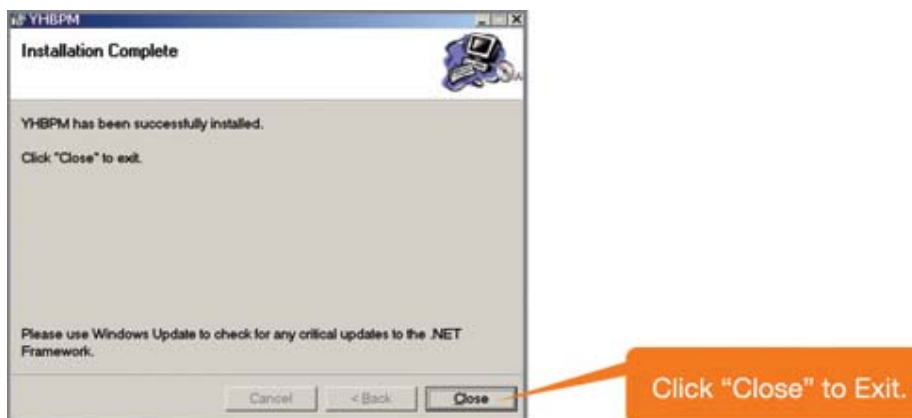 YHBPM
Installation Complete
YHBPM has been successfully installed.
Click "Close" to exit.
Please use Windows Update to check for any critical updates to the .NET
Framework.
Cancel
< Back
Close
Click “Close” to Exit.